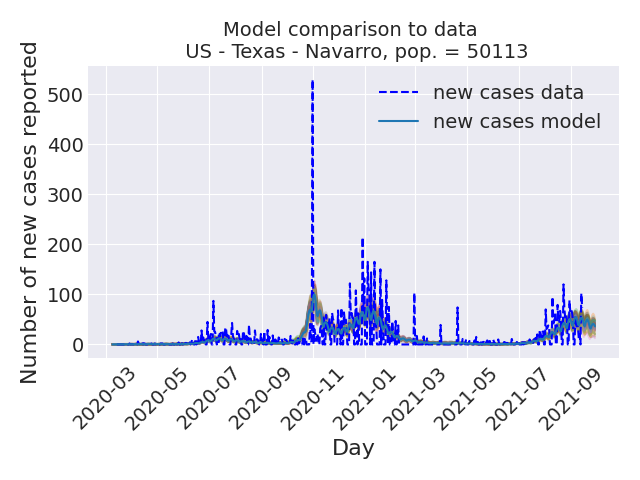 Model comparison to data
US - Texas - Navarro, pop. = 50113
Number of new cases reported
500
400
300
200
100
0
new cases data
new cases model
2020-03
2020-05
2020-07
2020-09
2020-11
2021-01
2021-03
2021-05
2021-07
2021-09
Day